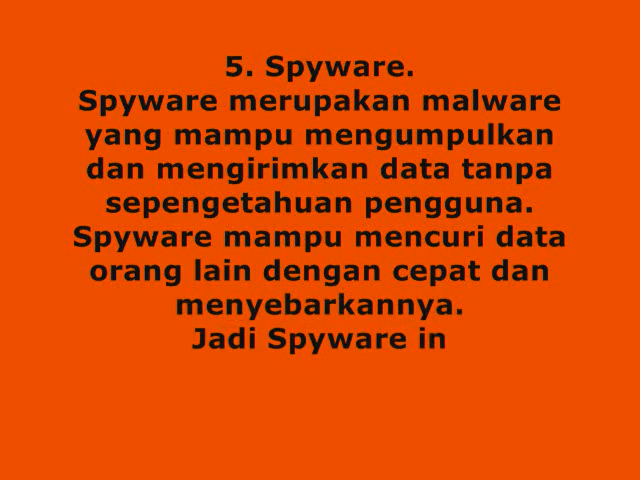 5. Spyware.
Spyware merupakan malware
yang mampu mengumpulkan
dan mengirimkan data tanpa
sepengetahuan pengguna.
Spyware mampu mencuri data
orang lain dengan cepat dan
menyebarkannya.
Jadi Spyware in